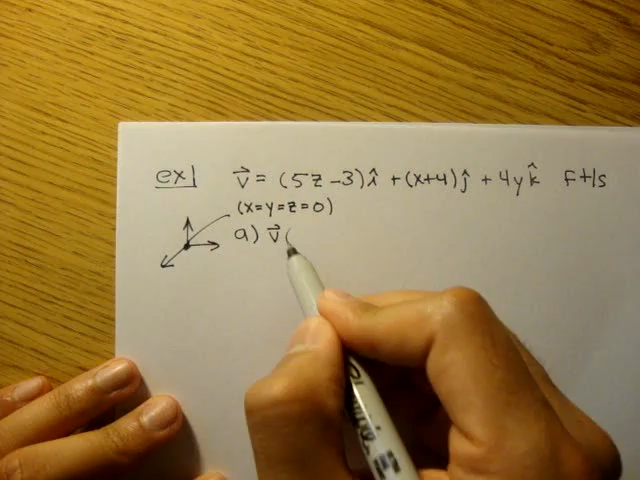 ex1 v⃗ = (5z-3)î + (x+4)ĵ + 4yk̂ ft/s
(x=y=z=0)
a) v⃗(